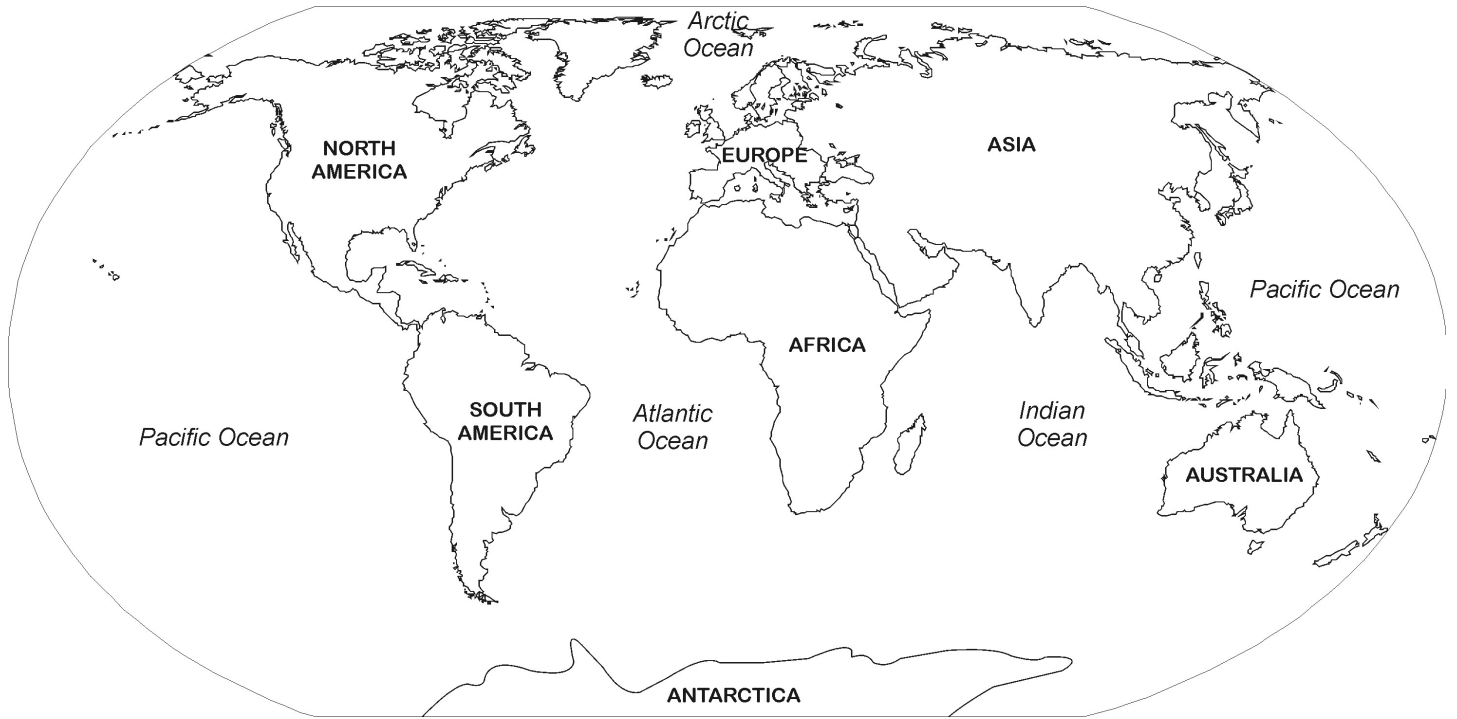 Arctic
Ocean
NORTH
AMERICA
EUROPE
ASIA
Pacific Ocean
AFRICA
SOUTH
AMERICA
Atlantic
Ocean
Indian
Ocean
Pacific Ocean
AUSTRALIA
ANTARCTICA